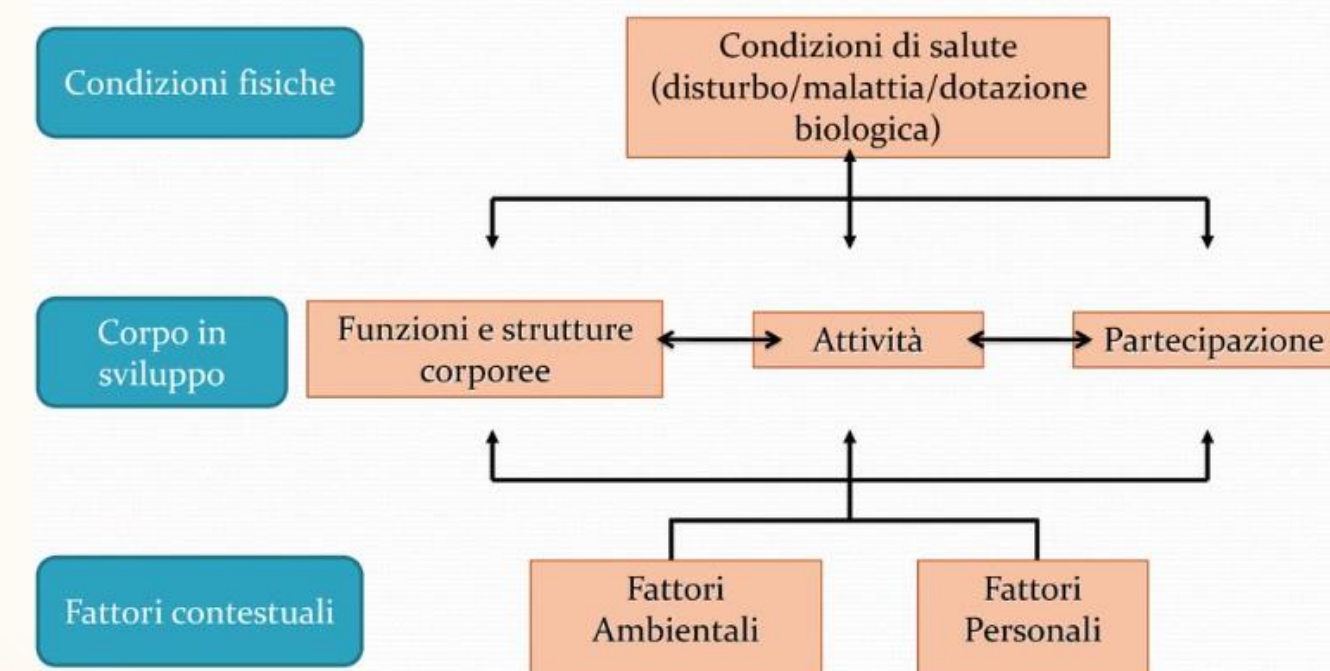 Condizioni fisiche
Condizioni di salute
(disturbo/malattia/dotazione
biologica)
Corpo in
sviluppo
Funzioni e strutture
corporee
Attività
Partecipazione
Fattori contestuali
Fattori
Ambientali
Fattori
Personali